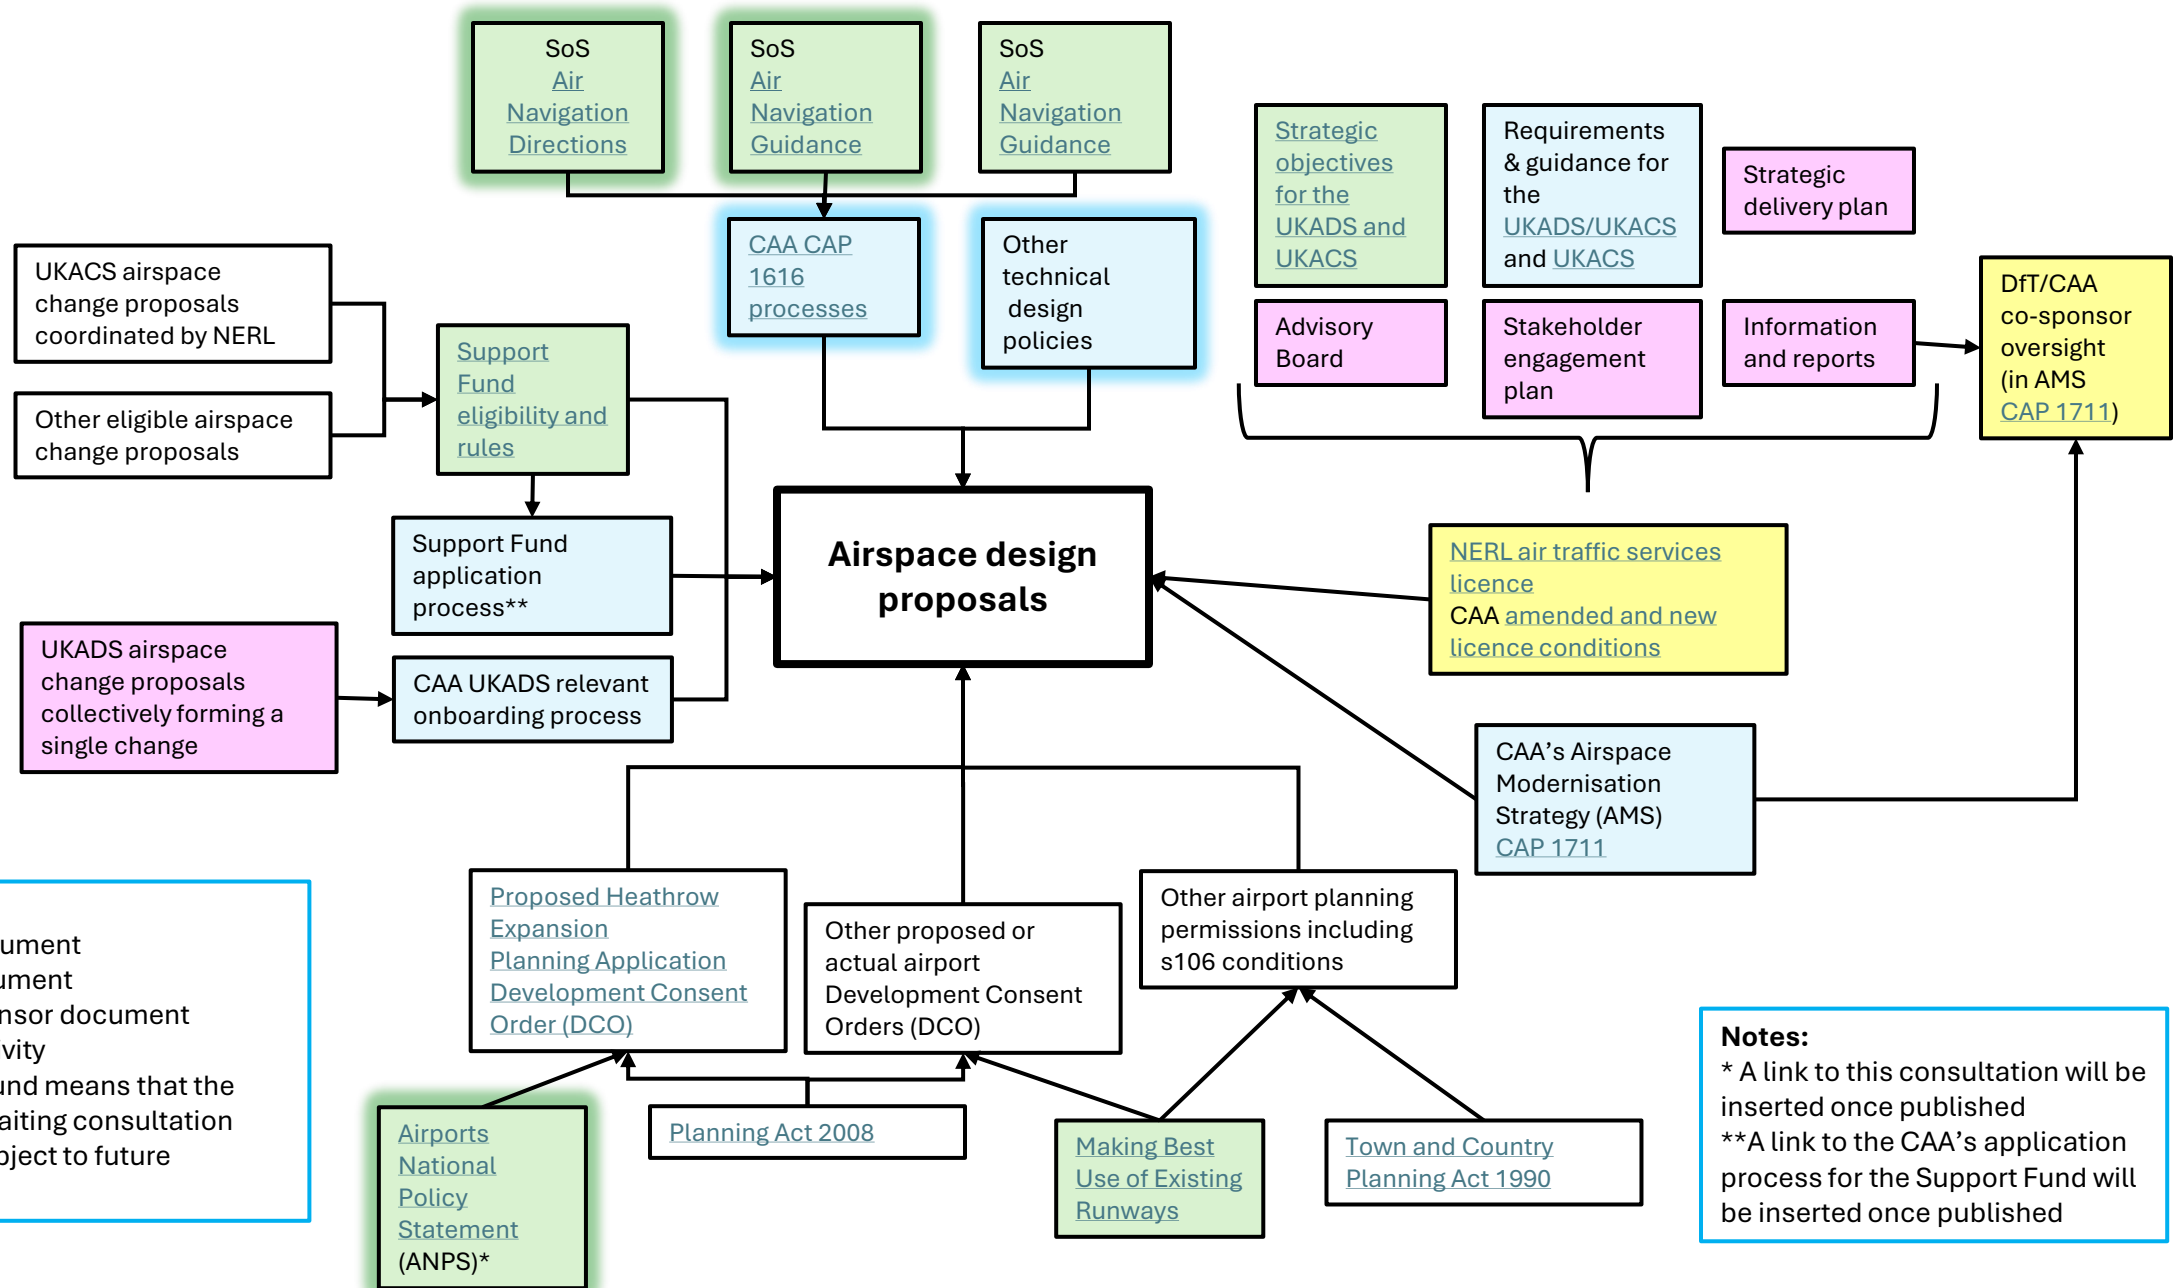 SoS
Air
Navigation
Directions
SoS
Air
Navigation
Guidance
SoS
Air
Navigation
Guidance
Strategic
objectives
for the
UKADS and
UKACS
Requirements
& guidance for
the
UKADS/UKACS
and UKACS
Strategic
delivery plan
UKACS airspace
change proposals
coordinated by NERL
CAA CAP
1616
processes
Other
technical
design
policies
DfT/CAA
co-sponsor
oversight
(in AMS
CAP 1711)
Advisory
Board
Stakeholder
engagement
plan
Information
and reports
Other eligible airspace
change proposals
Support
Fund
eligibility and
rules
Support Fund
application
process**
Airspace design
proposals
NERL air traffic services
licence
CAA amended and new
licence conditions
UKADS airspace
change proposals
collectively forming a
single change
CAA UKADS relevant
onboarding process
CAA's Airspace
Modernisation
Strategy (AMS)
CAP 1711
Proposed Heathrow
Expansion
Planning Application
Development Consent
Order (DCO)
Other proposed or
actual airport
Development Consent
Orders (DCO)
Other airport planning
permissions including
s106 conditions
document
means that the
consultation
to future
Airports
National
Policy
Statement
(ANPS)*
Planning Act 2008
Making Best
Use of Existing
Runways
Town and Country
Planning Act 1990
Notes:
* A link to this consultation will be
inserted once published
**A link to the CAA's application
process for the Support Fund will
be inserted once published